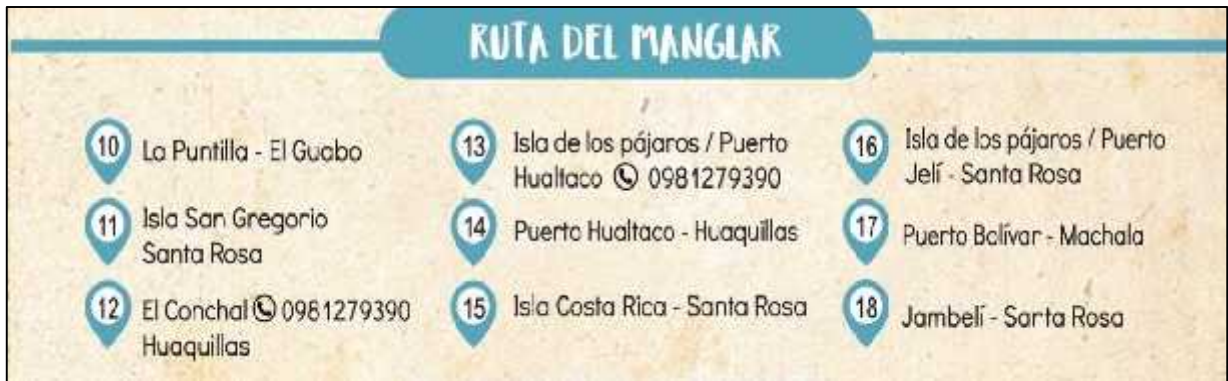 RUTA DEL MANGLAR
10 La Puntilla - El Guabo
11 Isla San Gregorio
Santa Rosa
12 El Conchal 0981279390
Huaquillas
13 Isla de los pájaros / Puerto
Hualtaco 0981279390
14 Puerto Hualtaco - Huaquillas
15 Isla Costa Rica - Santa Rosa
16 Isla de los pájaros / Puerto
Jelí - Santa Rosa
17 Puerto Bolívar - Machala
18 Jambelí - Santa Rosa